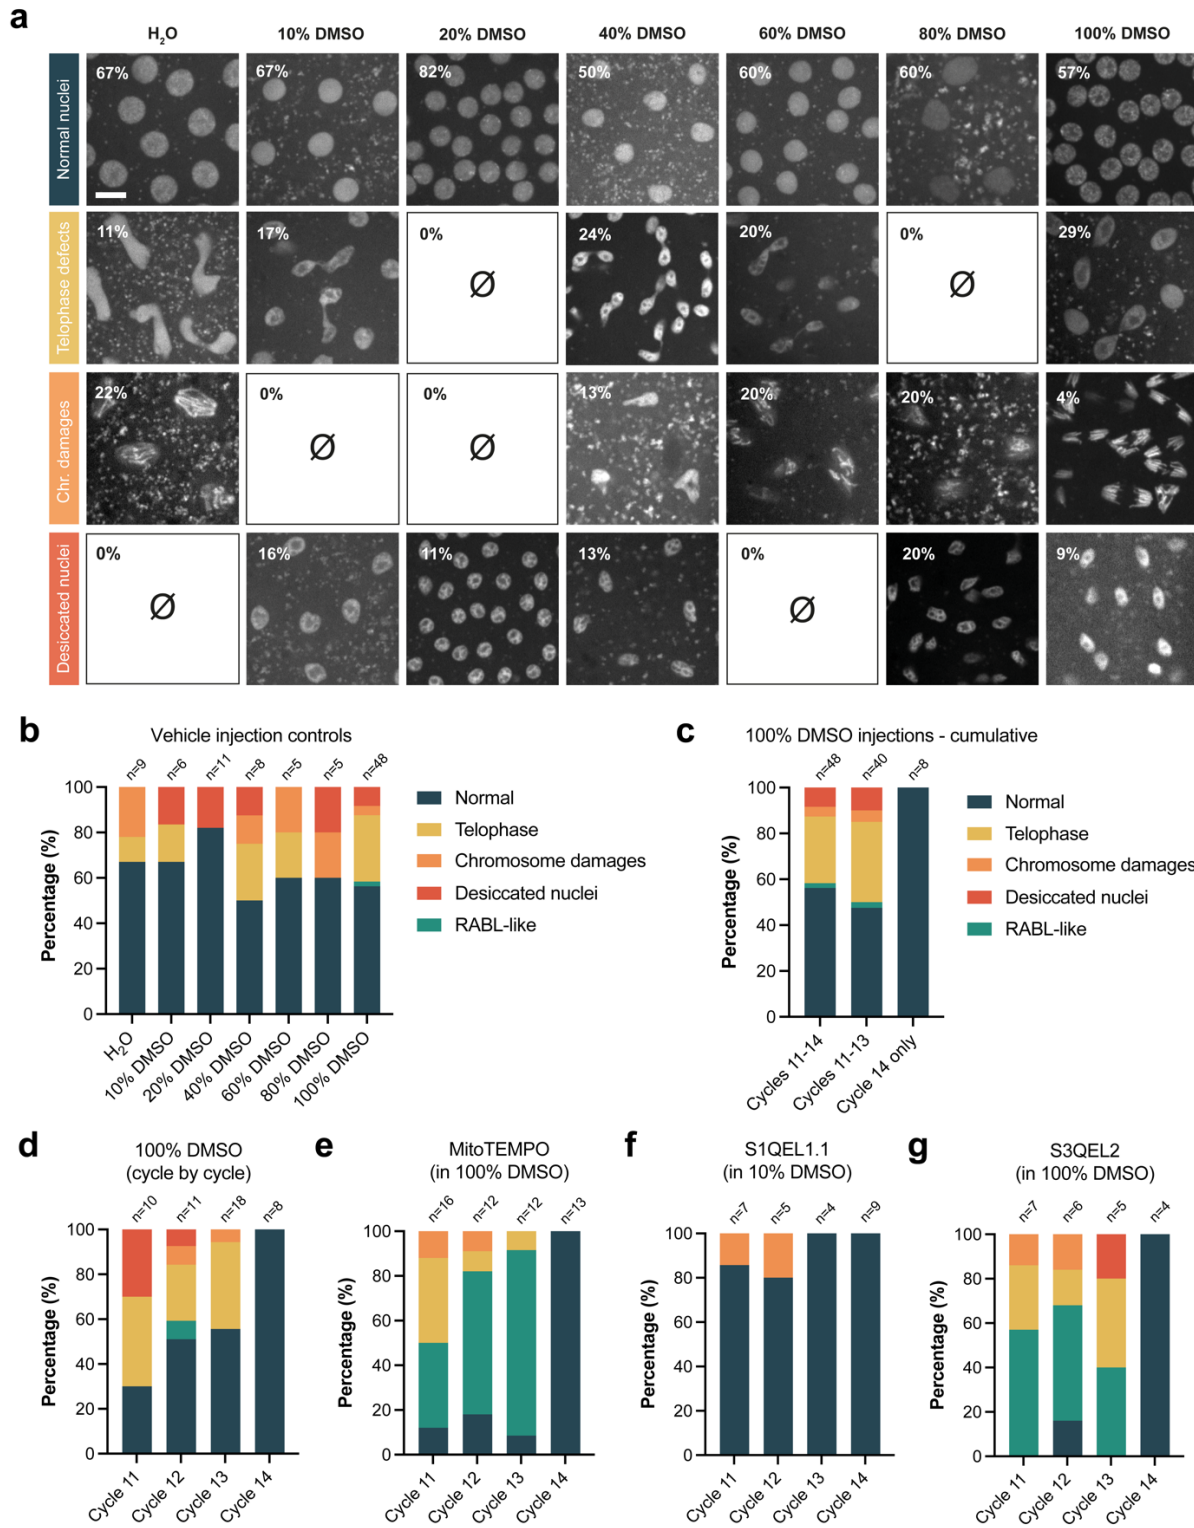 a
H₂O 10% DMSO 20% DMSO 40% DMSO 60% DMSO 80% DMSO 100% DMSO
Normal nuclei
67% 67% 82% 50% 60% 60% 57%
Telophase defects
11% 17% 0% 24% 20% 0% 29%
Ø Ø
Chr. damages
22% 0% 0% 13% 20% 20% 4%
Ø Ø
Desiccated nuclei
0% 16% 11% 13% 0% 20% 9%
Ø Ø
b
Vehicle injection controls
n=9 n=6 n=11 n=8 n=5 n=5 n=48
Percentage (%)
100
80
60
40
20
0
H₂O
10% DMSO
20% DMSO
40% DMSO
60% DMSO
80% DMSO
100% DMSO
Normal
Telophase
Chromosome damages
Desiccated nuclei
RABL-like
c
100% DMSO injections - cumulative
n=48 n=40 n=8
Percentage (%)
100
80
60
40
20
0
Cycles 11-14
Cycles 11-13
Cycle 14 only
Normal
Telophase
Chromosome damages
Desiccated nuclei
RABL-like
d
100% DMSO
(cycle by cycle)
n=10 n=11 n=18 n=8
Percentage (%)
100
80
60
40
20
0
Cycle 11
Cycle 12
Cycle 13
Cycle 14
e
MitoTEMPO
(in 100% DMSO)
n=16 n=12 n=12 n=13
Percentage (%)
100
80
60
40
20
0
Cycle 11
Cycle 12
Cycle 13
Cycle 14
f
S1QEL1.1
(in 10% DMSO)
n=7 n=5 n=4 n=9
Percentage (%)
100
80
60
40
20
0
Cycle 11
Cycle 12
Cycle 13
Cycle 14
g
S3QEL2
(in 100% DMSO)
n=7 n=6 n=5 n=4
Percentage (%)
100
80
60
40
20
0
Cycle 11
Cycle 12
Cycle 13
Cycle 14